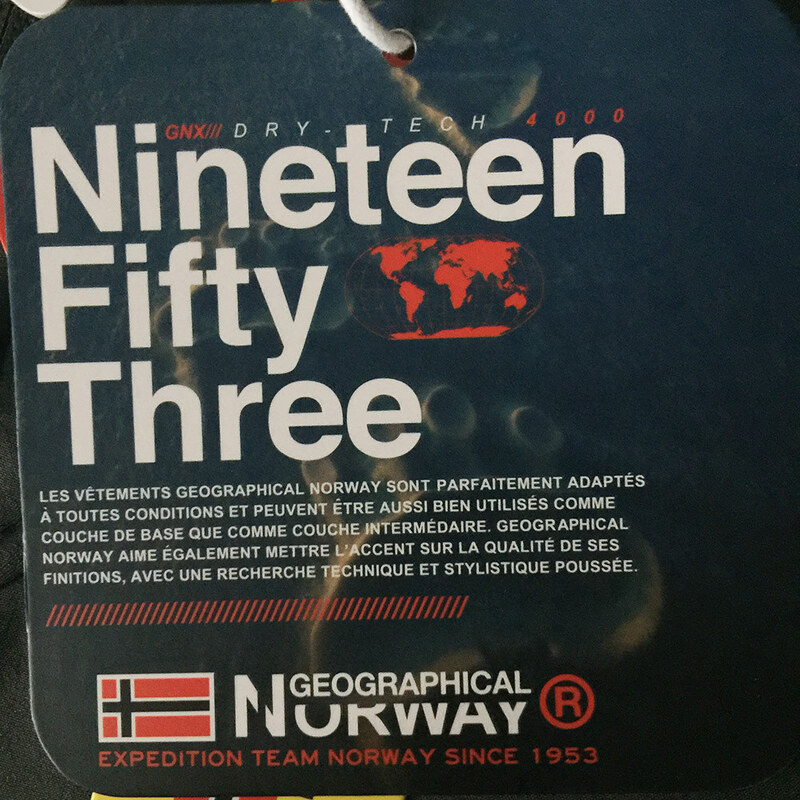 GNX/// DRY-TECH 4000
Nineteen
Fifty
Three
LES VÊTEMENTS GEOGRAPHICAL NORWAY SONT PARFAITEMENT ADAPTÉS
À TOUTES CONDITIONS ET PEUVENT ÊTRE AUSSI BIEN UTILISÉS COMME
COUCHE DE BASE QUE COMME COUCHE INTERMÉDAIRE. GEOGRAPHICAL
NORWAY AIME ÉGALEMENT METTRE L'ACCENT SUR LA QUALITÉ DE SES
FINITIONS, AVEC UNE RECHERCHE TECHNIQUE ET STYLISTIQUE POUSSÉE.
GEOGRAPHICAL
NORWAY ®
EXPEDITION TEAM NORWAY SINCE 1953